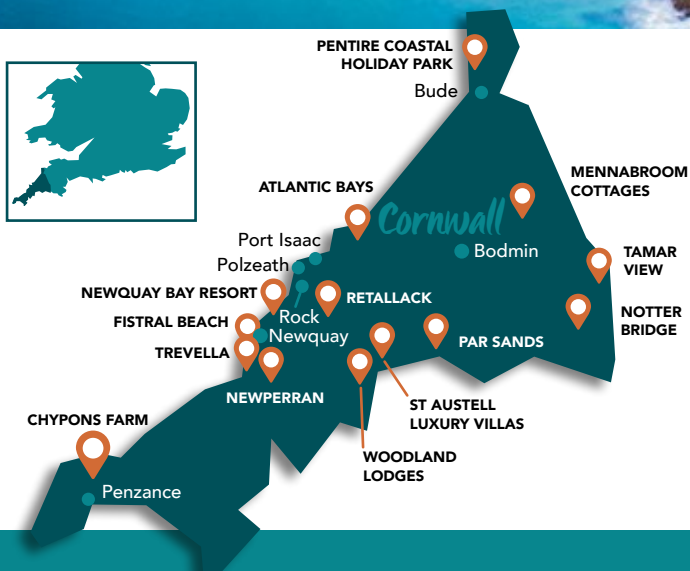 PENTIRE COASTAL
HOLIDAY PARK
Bude
MENNABROOM
COTTAGES
ATLANTIC BAYS
Cornwall
Port Isaac
Bodmin
TAMAR
VIEW
Polzeath
NEWQUAY BAY RESORT
RETALLACK
NOTTER
BRIDGE
Rock
FISTRAL BEACH
Newquay
PAR SANDS
TREVELLA
NEWPERRAN
ST AUSTELL
LUXURY VILLAS
CHYPONS FARM
WOODLAND
LODGES
Penzance